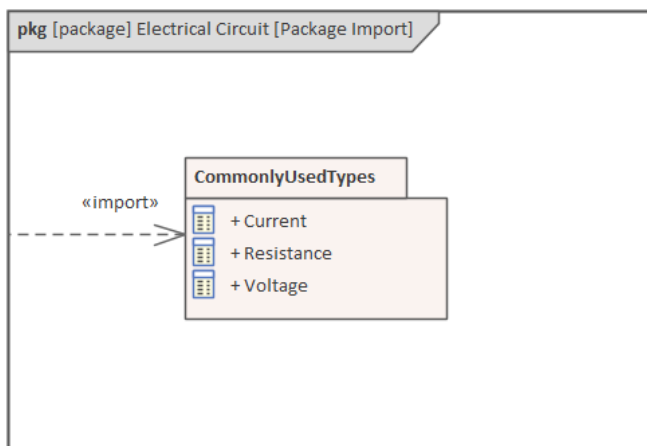 pkg [package] Electrical Circuit [Package Import]
CommonlyUsedTypes
«import»
+ Current
+ Resistance
+ Voltage